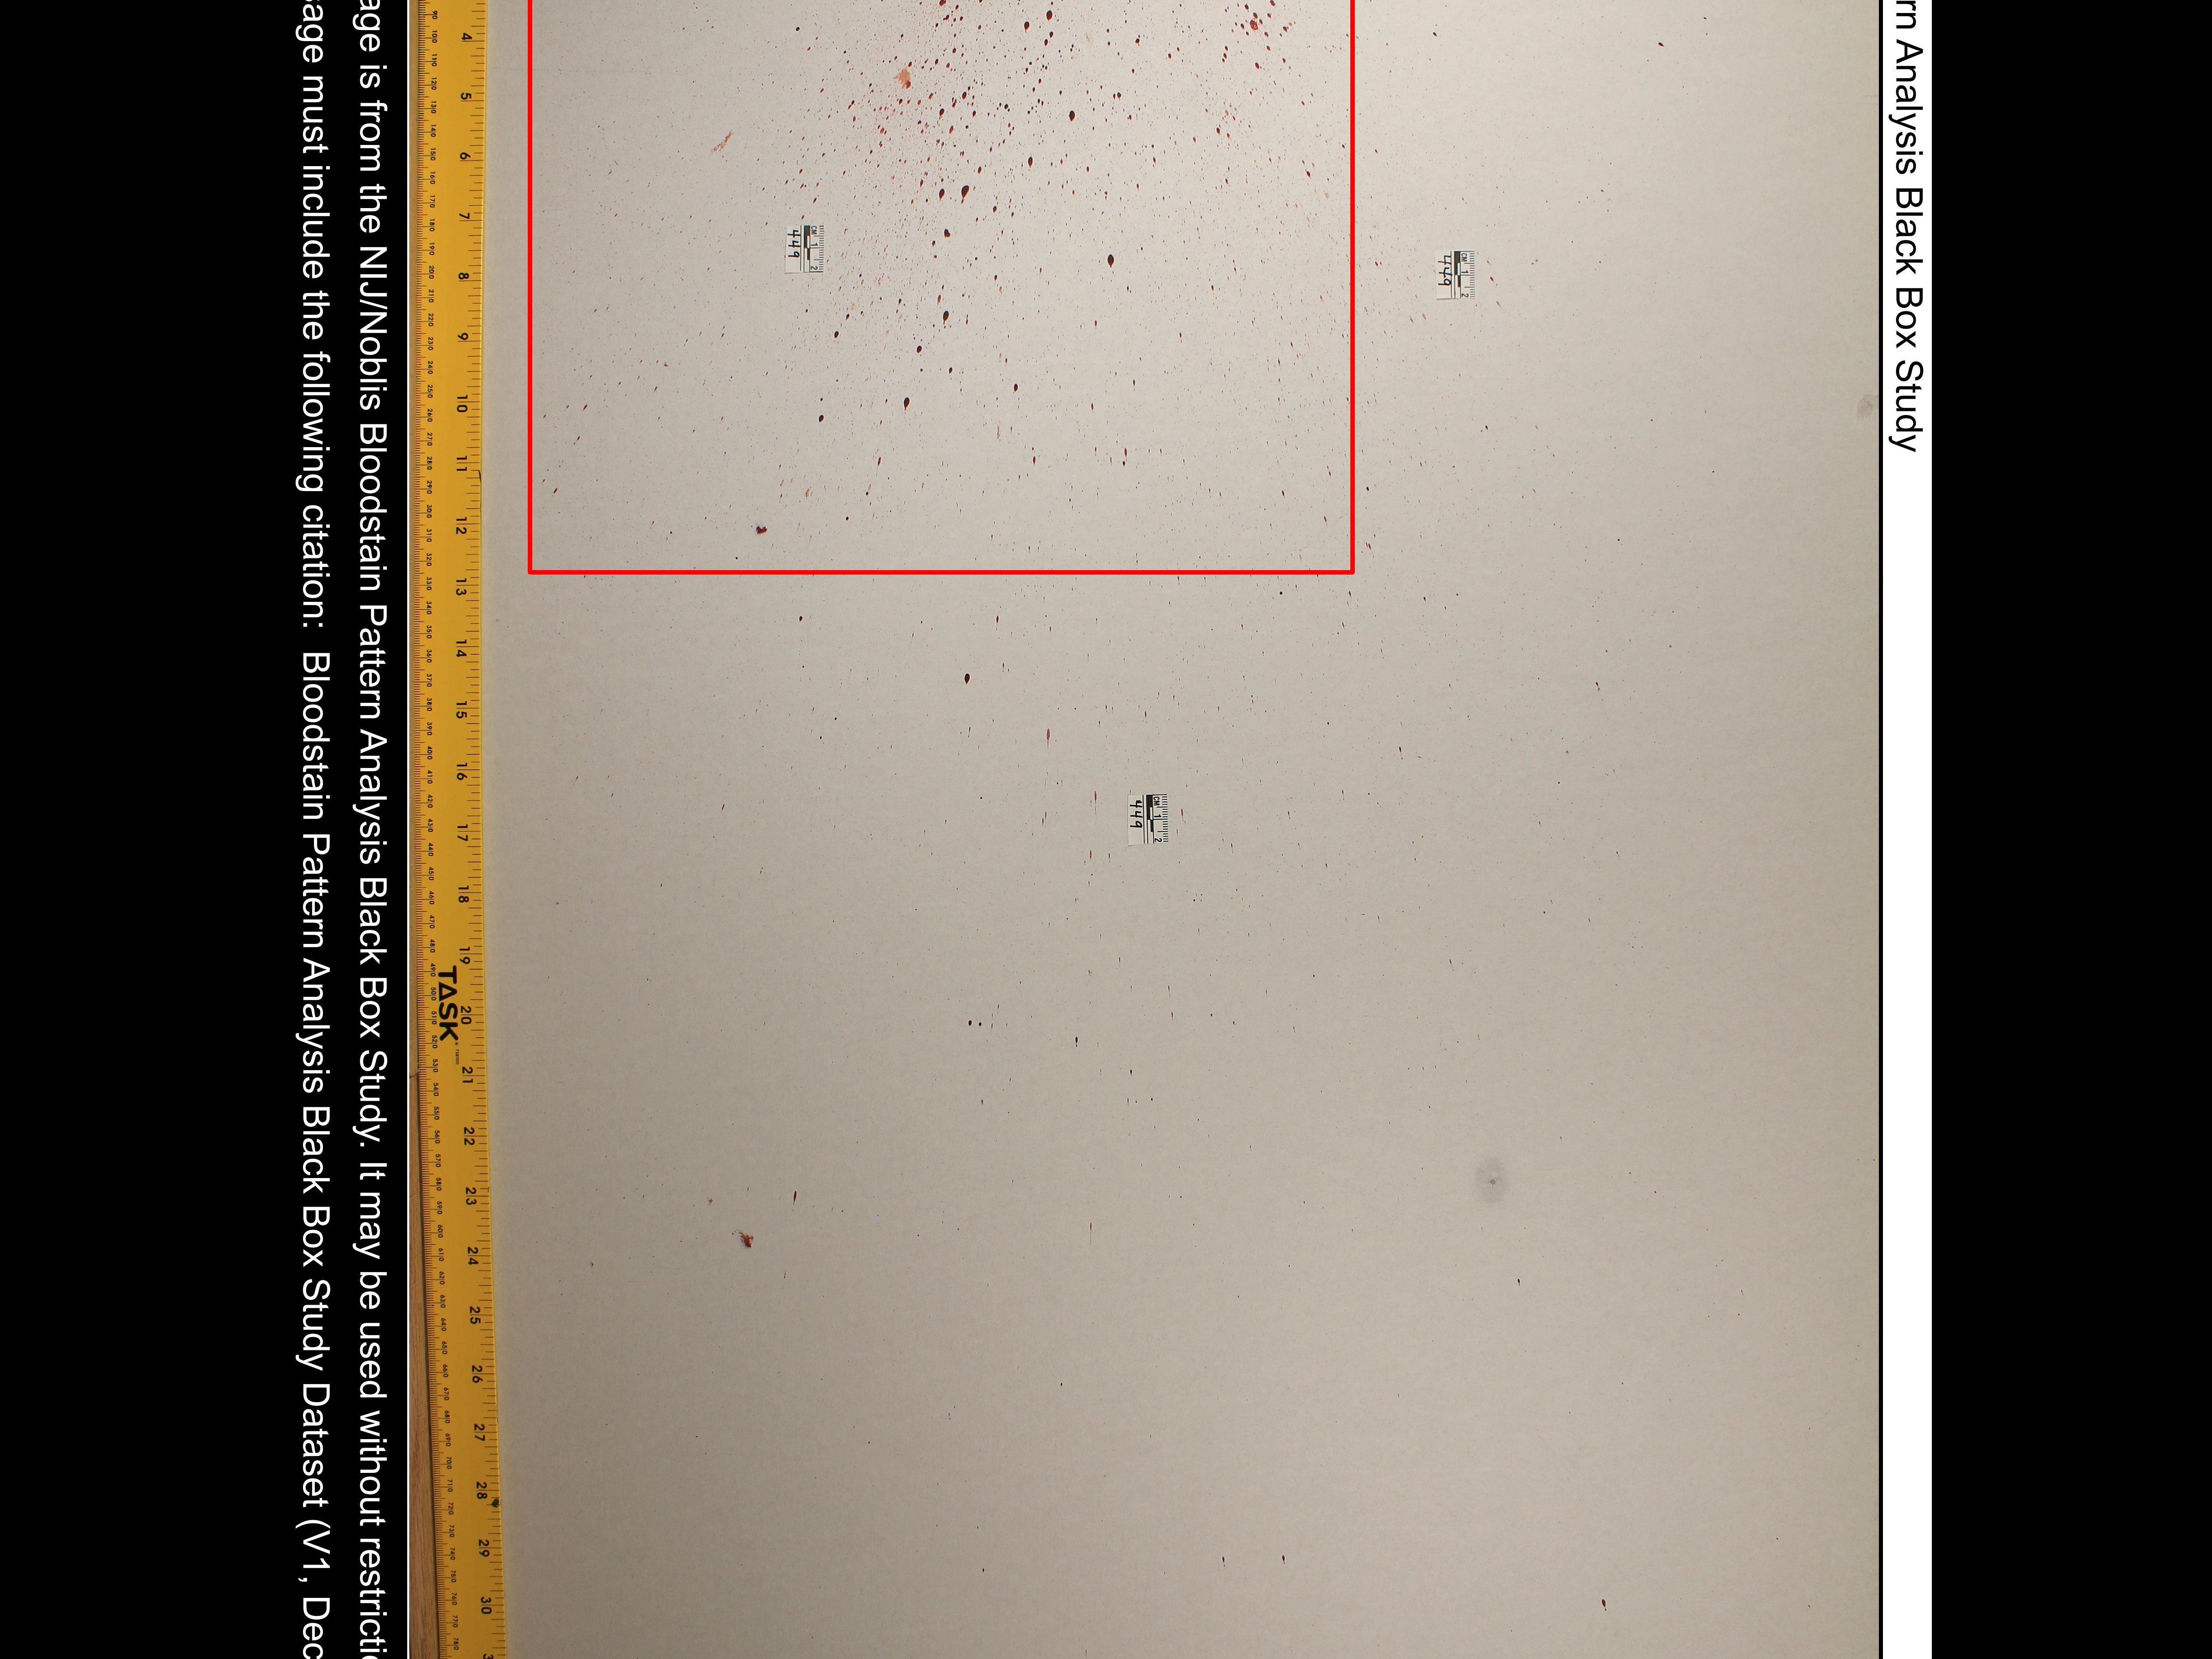 rn Analysis Black Box Study
age is from the NIJ/Noblis Bloodstain Pattern Analysis Black Box Study. It may be used without restrictio
sage must include the following citation: Bloodstain Pattern Analysis Black Box Study Dataset (V1, Dec
CM 1 2
449
CM 1 2
449
CM 1 2
449
TASK
4 5 6 7 8 9 10 11 12 13 14 15 16 17 18 19 20 21 22 23 24 25 26 27 28 29 30 3